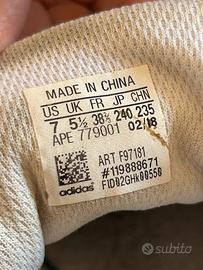 MADE IN CHINA
US UK FR JP CHN
7 5½ 38⅔ 240 235
APE 779001 02/18
ART F97181
#119888671
FID02GHk00550
adidas
subito